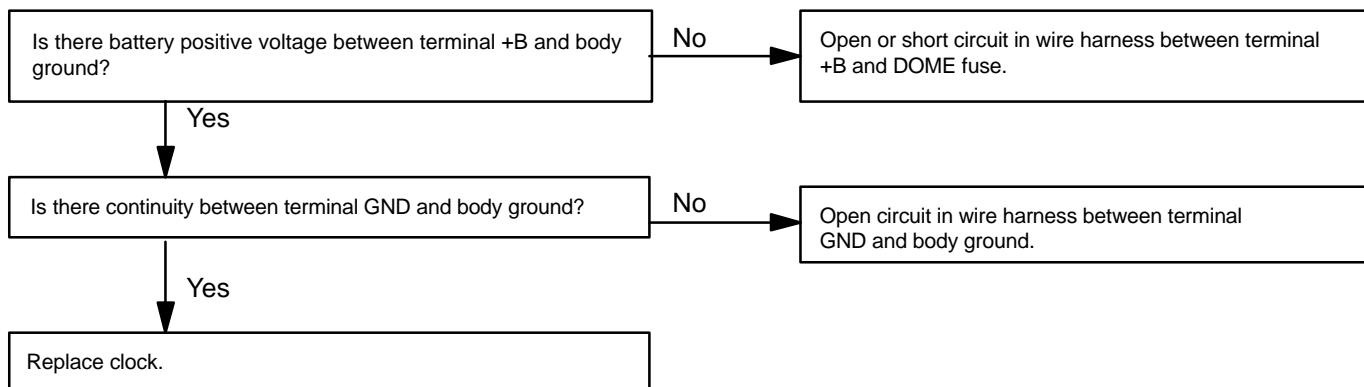 Is there battery positive voltage between terminal +B and body
ground?
No
Open or short circuit in wire harness between terminal
+B and DOME fuse.
Yes
Is there continuity between terminal GND and body ground?
No
Open circuit in wire harness between terminal
GND and body ground.
Yes
Replace clock.